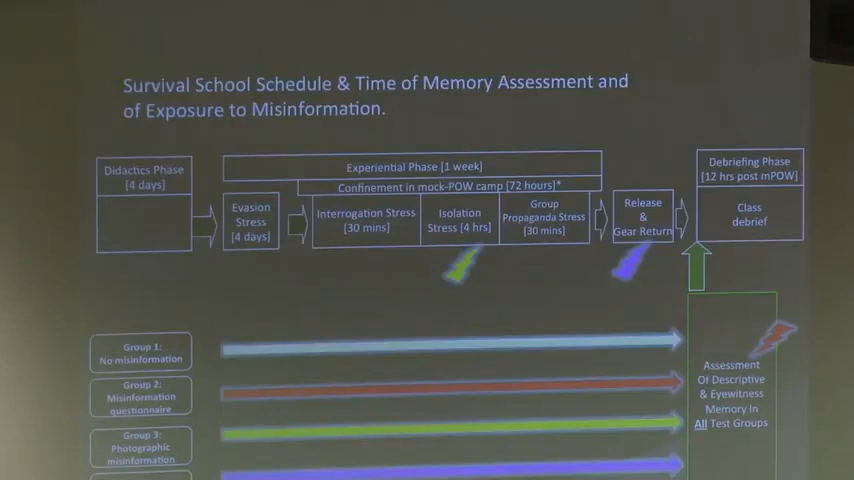 Survival School Schedule & Time of Memory Assessment and
of Exposure to Misinformation.
Didactics Phase
[4 days]
Experiential Phase [1 week]
Confinement in mock-POW camp [72 hours]*
Evasion
Stress
[4 days]
Interrogation Stress
[30 mins]
Isolation
Stress [4 hrs]
Group
Propaganda Stress
[30 mins]
Release
&
Gear Return
Debriefing Phase
[12 hrs post mPOW]
Class
debrief
Group 1:
No misinformation
Group 2:
Misinformation
questionnaire
Group 3:
Photographic
misinformation
Assessment
Of Descriptive
& Eyewitness
Memory In
All Test Groups